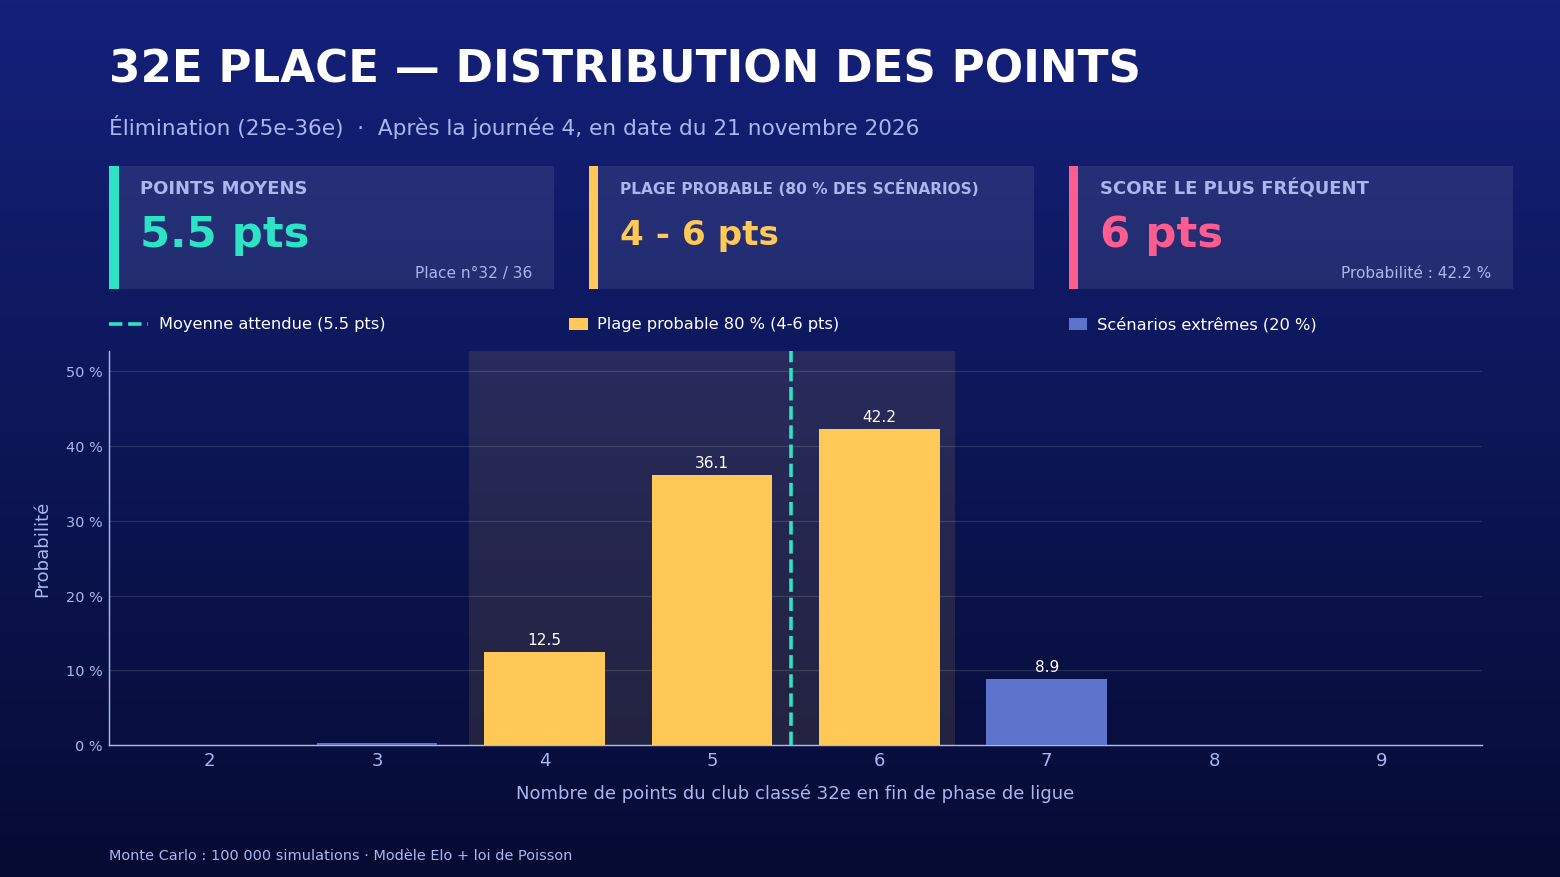 32E PLACE — DISTRIBUTION DES POINTS
Élimination (25e-36e)  ·  Après la journée 4, en date du 21 novembre 2026
POINTS MOYENS
5.5 pts
Place n°32 / 36
PLAGE PROBABLE (80 % DES SCÉNARIOS)
4 - 6 pts
SCORE LE PLUS FRÉQUENT
6 pts
Probabilité : 42.2 %
Moyenne attendue (5.5 pts)
Plage probable 80 % (4-6 pts)
Scénarios extrêmes (20 %)
Probabilité
50 %
40 %
30 %
20 %
10 %
0 %
12.5
36.1
42.2
8.9
2 3 4 5 6 7 8 9
Nombre de points du club classé 32e en fin de phase de ligue
Monte Carlo : 100 000 simulations · Modèle Elo + loi de Poisson